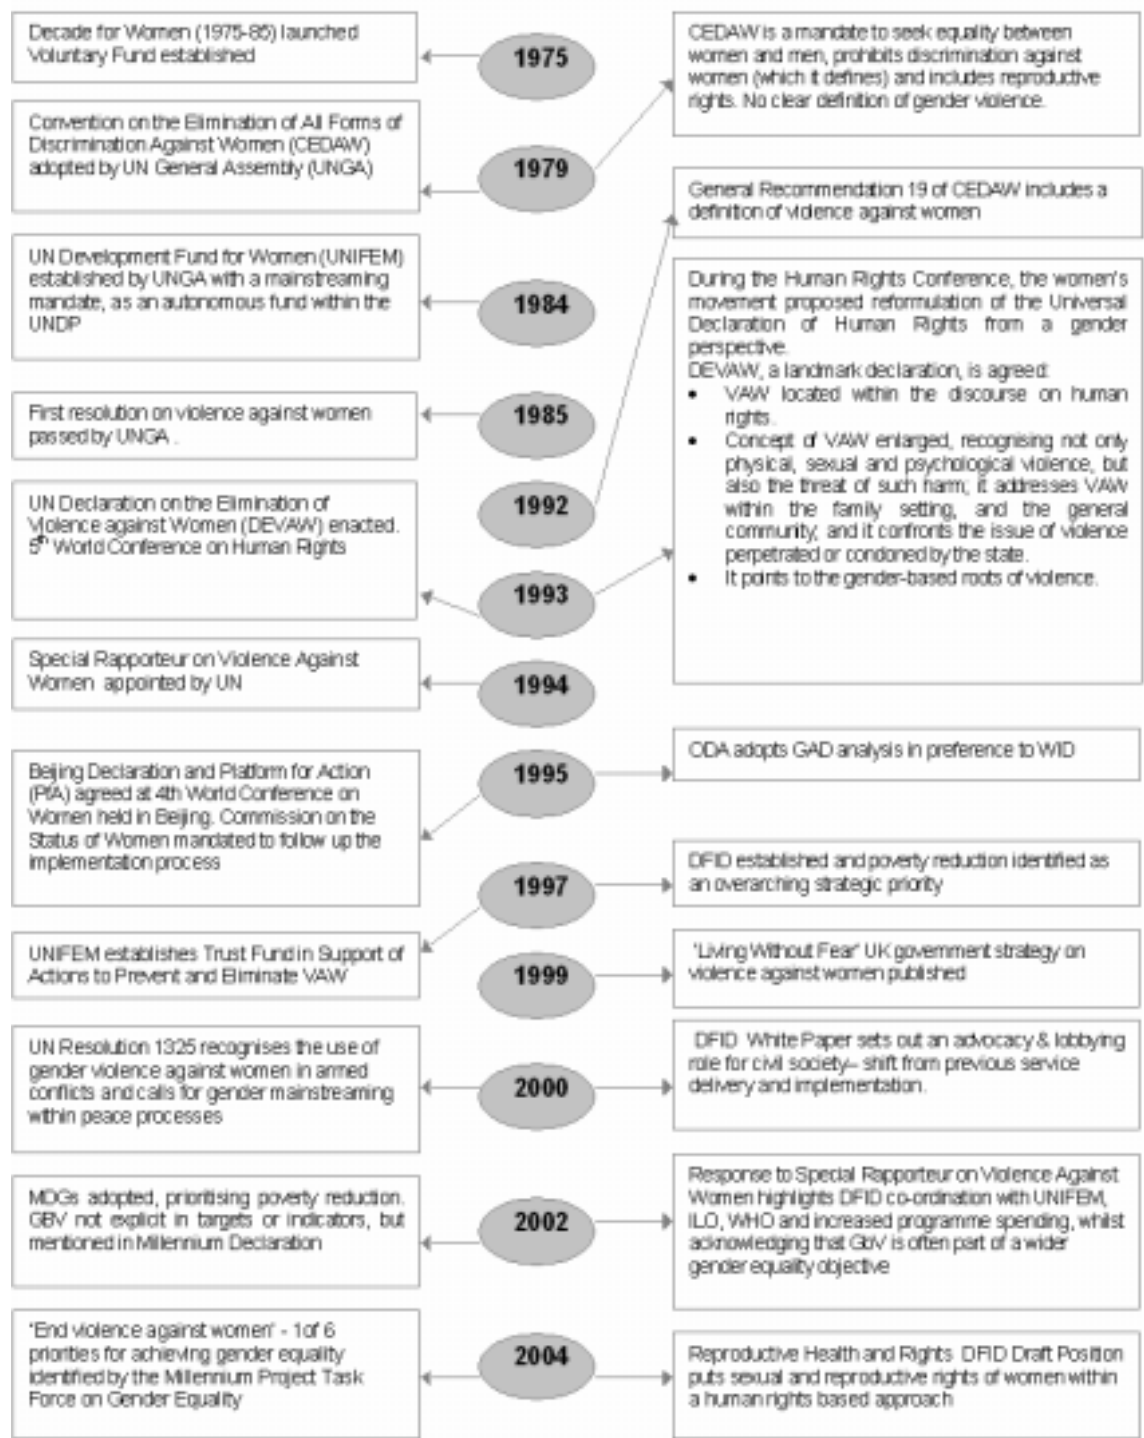 Decade for Women (1975-85) launched
Voluntary Fund established
1975
CEDAW is a mandate to seek equality between
women and men, prohibits discrimination against
women (which it defines) and includes reproductive
rights. No clear definition of gender violence.
Convention on the Elimination of All Forms of
Discrimination Against Women (CEDAW)
adopted by UN General Assembly (UNGA)
1979
General Recommendation 19 of CEDAW includes a
definition of violence against women
UN Development Fund for Women (UNIFEM)
established by UNGA with a mainstreaming
mandate, as an autonomous fund within the
UNDP
1984
During the Human Rights Conference, the women's
movement proposed reformulation of the Universal
Declaration of Human Rights from a gender
perspective.
DEVAW, a landmark declaration, is agreed:
• VAW located within the discourse on human
rights.
• Concept of VAW enlarged, recognising not only
physical, sexual and psychological violence, but
also the threat of such harm; it addresses VAW
within the family setting, and the general
community; and it confronts the issue of violence
perpetrated or condoned by the state.
• It points to the gender-based roots of violence.
First resolution on violence against women
passed by UNGA .
1985
1992
UN Declaration on the Elimination of
Violence against Women (DEVAW) enacted.
5th World Conference on Human Rights
1993
Special Rapporteur on Violence Against
Women appointed by UN
1994
ODA adopts GAD analysis in preference to WID
1995
Beijing Declaration and Platform for Action
(PfA) agreed at 4th World Conference on
Women held in Beijing. Commission on the
Status of Women mandated to follow up the
implementation process
DFID established and poverty reduction identified as
an overarching strategic priority
1997
UNIFEM establishes Trust Fund in Support of
Actions to Prevent and Eliminate VAW
1999
'Living Without Fear' UK government strategy on
violence against women published
UN Resolution 1325 recognises the use of
gender violence against women in armed
conflicts and calls for gender mainstreaming
within peace processes
2000
DFID White Paper sets out an advocacy & lobbying
role for civil society– shift from previous service
delivery and implementation.
MDGs adopted, prioritising poverty reduction.
GBV not explicit in targets or indicators, but
mentioned in Millennium Declaration
2002
Response to Special Rapporteur on Violence Against
Women highlights DFID co-ordination with UNIFEM,
ILO, WHO and increased programme spending, whilst
acknowledging that GbV is often part of a wider
gender equality objective
'End violence against women' - 1of 6
priorities for achieving gender equality
identified by the Millennium Project Task
Force on Gender Equality
2004
Reproductive Health and Rights DFID Draft Position
puts sexual and reproductive rights of women within
a human rights based approach